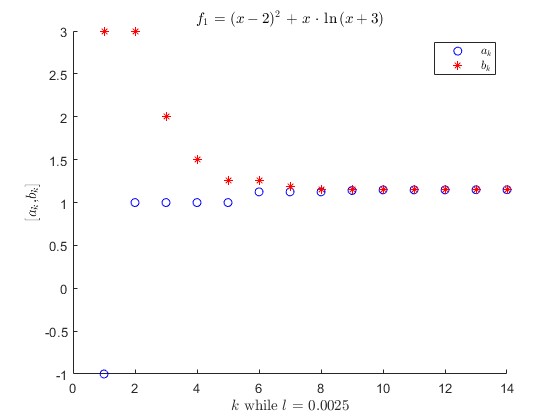 f₁ = (x − 2)² + x · ln(x + 3)
a_k
b_k
3
2.5
2
1.5
1
0.5
0
-0.5
-1
[a_k,b_k]
0 2 4 6 8 10 12 14
k while l = 0.0025